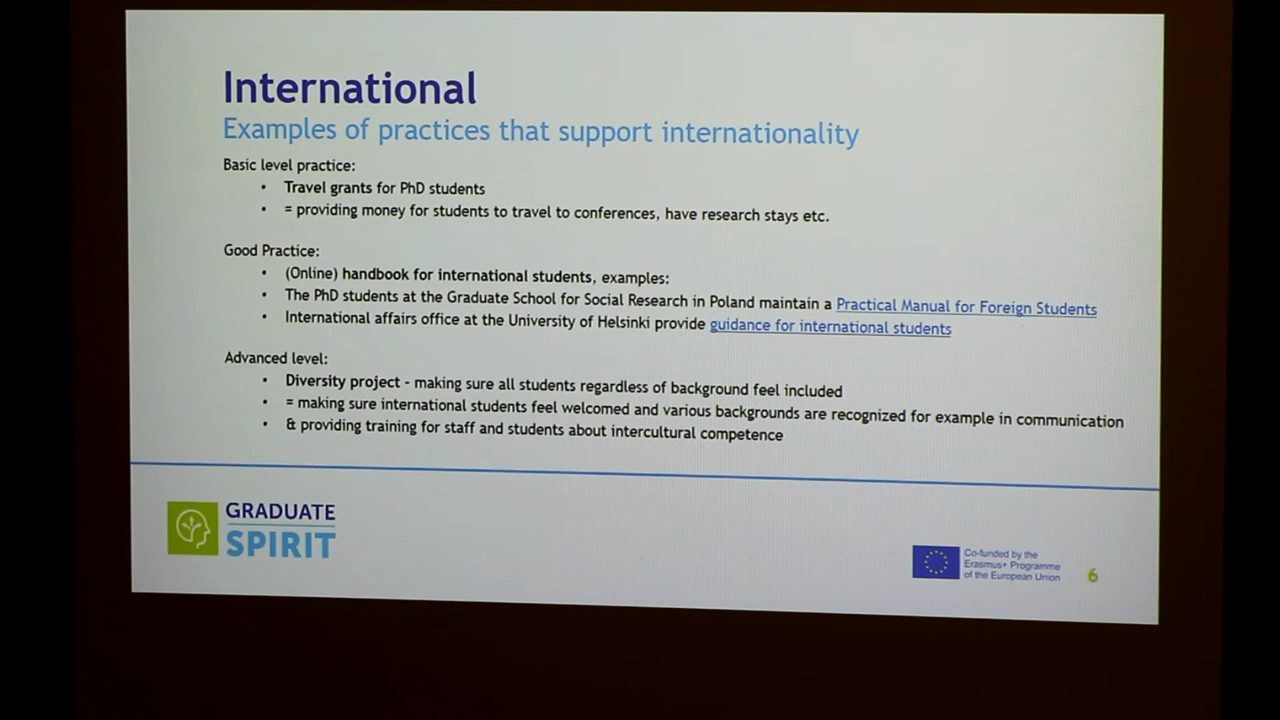 International
Examples of practices that support internationality
Basic level practice:
• Travel grants for PhD students
• = providing money for students to travel to conferences, have research stays etc.
Good Practice:
• (Online) handbook for international students, examples:
• The PhD students at the Graduate School for Social Research in Poland maintain a Practical Manual for Foreign Students
• International affairs office at the University of Helsinki provide guidance for international students
Advanced level:
• Diversity project - making sure all students regardless of background feel included
• = making sure international students feel welcomed and various backgrounds are recognized for example in communication
• & providing training for staff and students about intercultural competence
GRADUATE
SPIRIT
Co-funded by the
Erasmus+ Programme
of the European Union
6